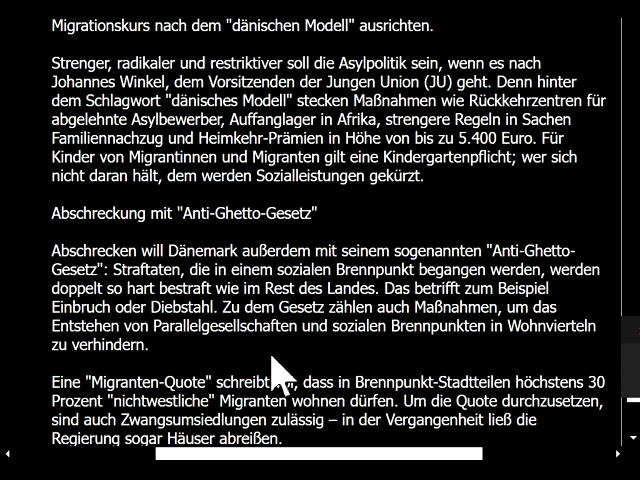 Migrationskurs nach dem "dänischen Modell" ausrichten.
Strenger, radikaler und restriktiver soll die Asylpolitik sein, wenn es nach
Johannes Winkel, dem Vorsitzenden der Jungen Union (JU) geht. Denn hinter
dem Schlagwort "dänisches Modell" stecken Maßnahmen wie Rückkehrzentren für
abgelehnte Asylbewerber, Auffanglager in Afrika, strengere Regeln in Sachen
Familiennachzug und Heimkehr-Prämien in Höhe von bis zu 5.400 Euro. Für
Kinder von Migrantinnen und Migranten gilt eine Kindergartenpflicht; wer sich
nicht daran hält, dem werden Sozialleistungen gekürzt.
Abschreckung mit "Anti-Ghetto-Gesetz"
Abschrecken will Dänemark außerdem mit seinem sogenannten "Anti-Ghetto-
Gesetz": Straftaten, die in einem sozialen Brennpunkt begangen werden, werden
doppelt so hart bestraft wie im Rest des Landes. Das betrifft zum Beispiel
Einbruch oder Diebstahl. Zu dem Gesetz zählen auch Maßnahmen, um das
Entstehen von Parallelgesellschaften und sozialen Brennpunkten in Wohnvierteln
zu verhindern.
Eine "Migranten-Quote" schreibt , dass in Brennpunkt-Stadtteilen höchstens 30
Prozent "nichtwestliche" Migranten wohnen dürfen. Um die Quote durchzusetzen,
sind auch Zwangsumsiedlungen zulässig – in der Vergangenheit ließ die
Regierung sogar Häuser abreißen.